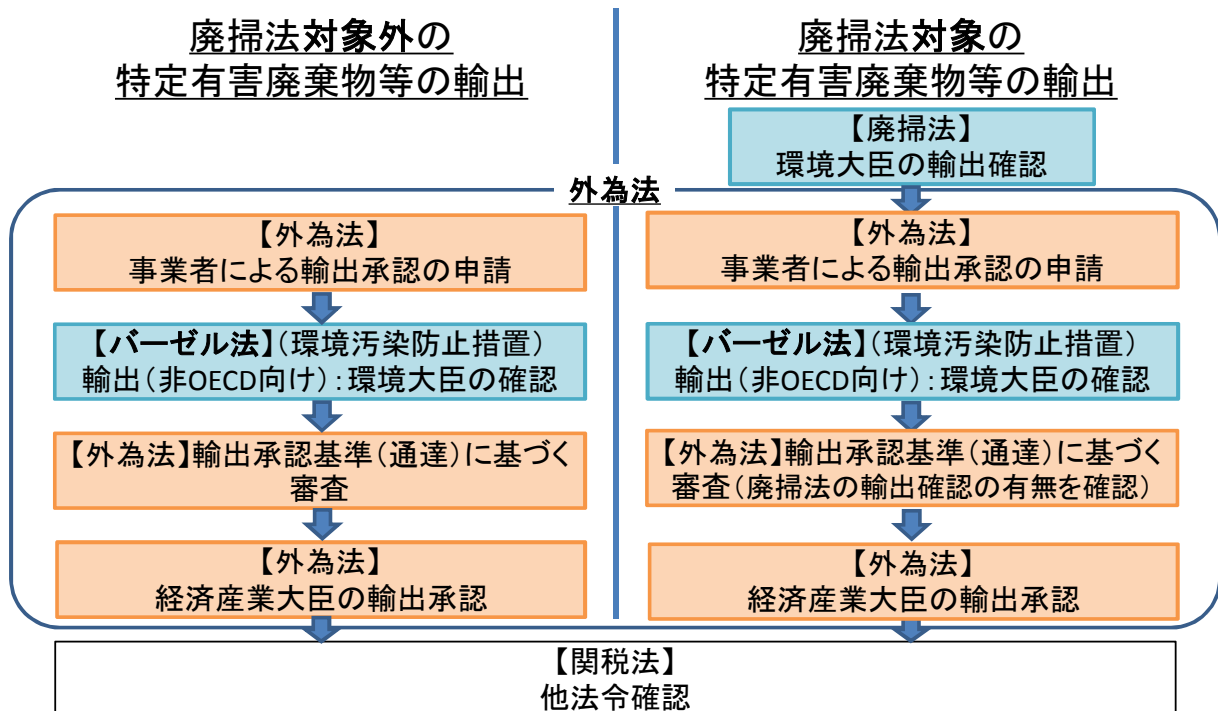 廃掃法対象外の
特定有害廃棄物等の輸出
廃掃法対象の
特定有害廃棄物等の輸出
【廃掃法】
環境大臣の輸出確認
外為法
【外為法】
事業者による輸出承認の申請
【バーゼル法】（環境汚染防止措置）
輸出（非OECD向け）：環境大臣の確認
【外為法】輸出承認基準（通達）に基づく
審査
【外為法】
経済産業大臣の輸出承認
【外為法】
事業者による輸出承認の申請
【バーゼル法】（環境汚染防止措置）
輸出（非OECD向け）：環境大臣の確認
【外為法】輸出承認基準（通達）に基づく
審査（廃掃法の輸出確認の有無を確認）
【外為法】
経済産業大臣の輸出承認
【関税法】
他法令確認